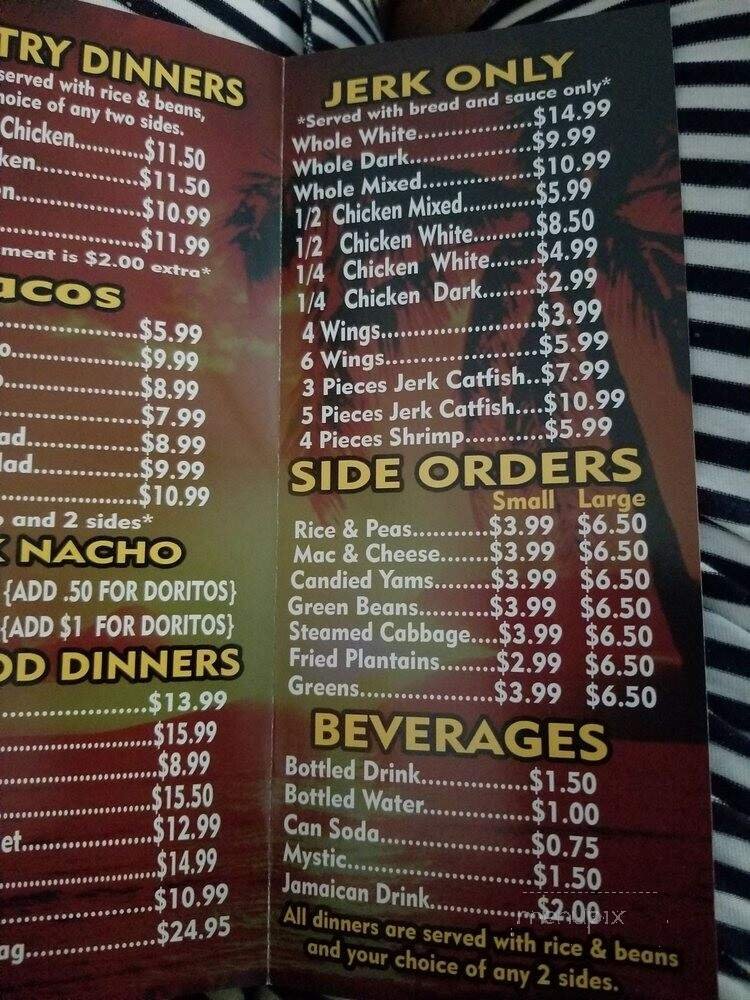 TRY DINNERS
served with rice & beans,
hoice of any two sides.
Chicken...........$11.50
ken...............$11.50
n..................$10.99
.....................$11.99
meat is $2.00 extra*
acos
.....................$5.99
o...................$9.99
.....................$8.99
.....................$7.99
ad................$8.99
lad...............$9.99
.....................$10.99
and 2 sides*
K NACHO
{ADD .50 FOR DORITOS}
{ADD $1 FOR DORITOS}
OD DINNERS
.....................$13.99
.....................$15.99
.....................$8.99
.....................$15.50
et..................$12.99
.....................$14.99
.....................$10.99
ag..................$24.95
JERK ONLY
*Served with bread and sauce only*
Whole White...............$14.99
Whole Dark................$9.99
Whole Mixed...............$10.99
1/2 Chicken Mixed.........$5.99
1/2 Chicken White.........$8.50
1/4 Chicken White.......$4.99
1/4 Chicken Dark.......$2.99
4 Wings.....................$3.99
6 Wings.....................$5.99
3 Pieces Jerk Catfish..$7.99
5 Pieces Jerk Catfish....$10.99
4 Pieces Shrimp...........$5.99
SIDE ORDERS
Small Large
Rice & Peas...........$3.99 $6.50
Mac & Cheese.......$3.99 $6.50
Candied Yams........$3.99 $6.50
Green Beans..........$3.99 $6.50
Steamed Cabbage....$3.99 $6.50
Fried Plantains........$2.99 $6.50
Greens...................$3.99 $6.50
BEVERAGES
Bottled Drink...............$1.50
Bottled Water...............$1.00
Can Soda.....................$0.75
Mystic..........................$1.50
Jamaican Drink.............$2.00
menupix
All dinners are served with rice & beans
and your choice of any 2 sides.